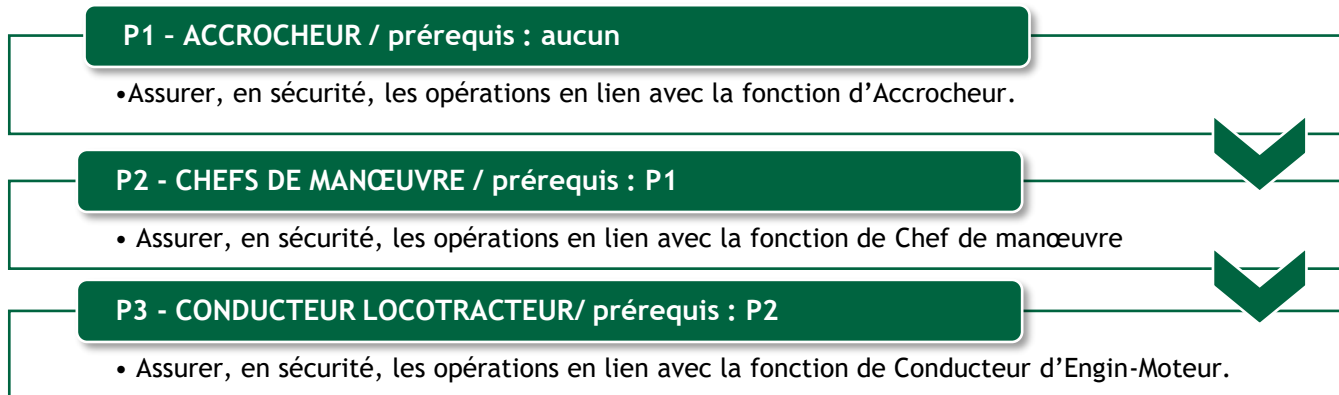 P1 – ACCROCHEUR / prérequis : aucun
•Assurer, en sécurité, les opérations en lien avec la fonction d’Accrocheur.
P2 - CHEFS DE MANŒUVRE / prérequis : P1
• Assurer, en sécurité, les opérations en lien avec la fonction de Chef de manœuvre
P3 - CONDUCTEUR LOCOTRACTEUR/ prérequis : P2
• Assurer, en sécurité, les opérations en lien avec la fonction de Conducteur d’Engin-Moteur.